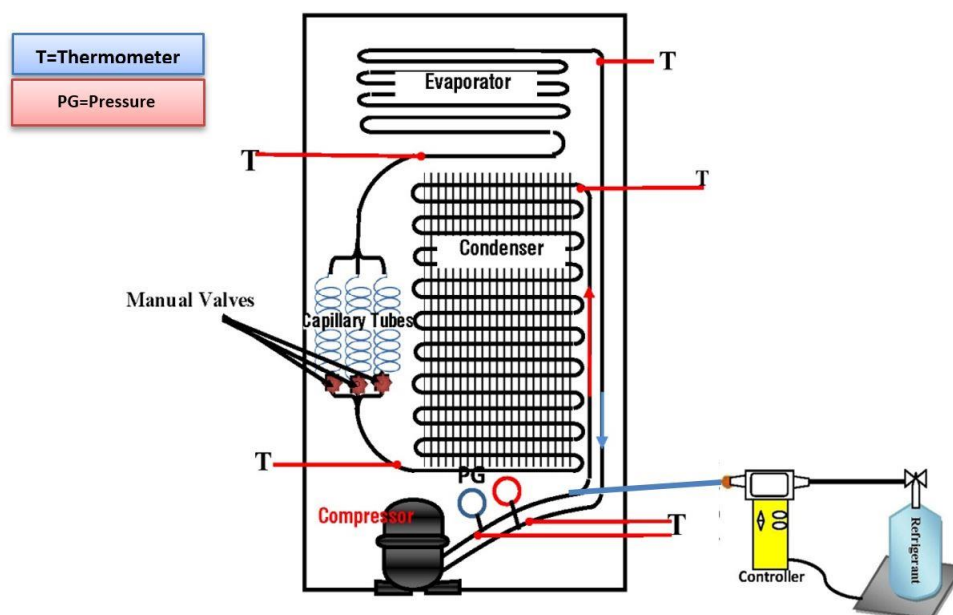 T=Thermometer
PG=Pressure
T
Evaporator
T
T
Condenser
Manual Valves
Capillary Tubes
T
PG
Compressor
T
Refrigerant
Controller